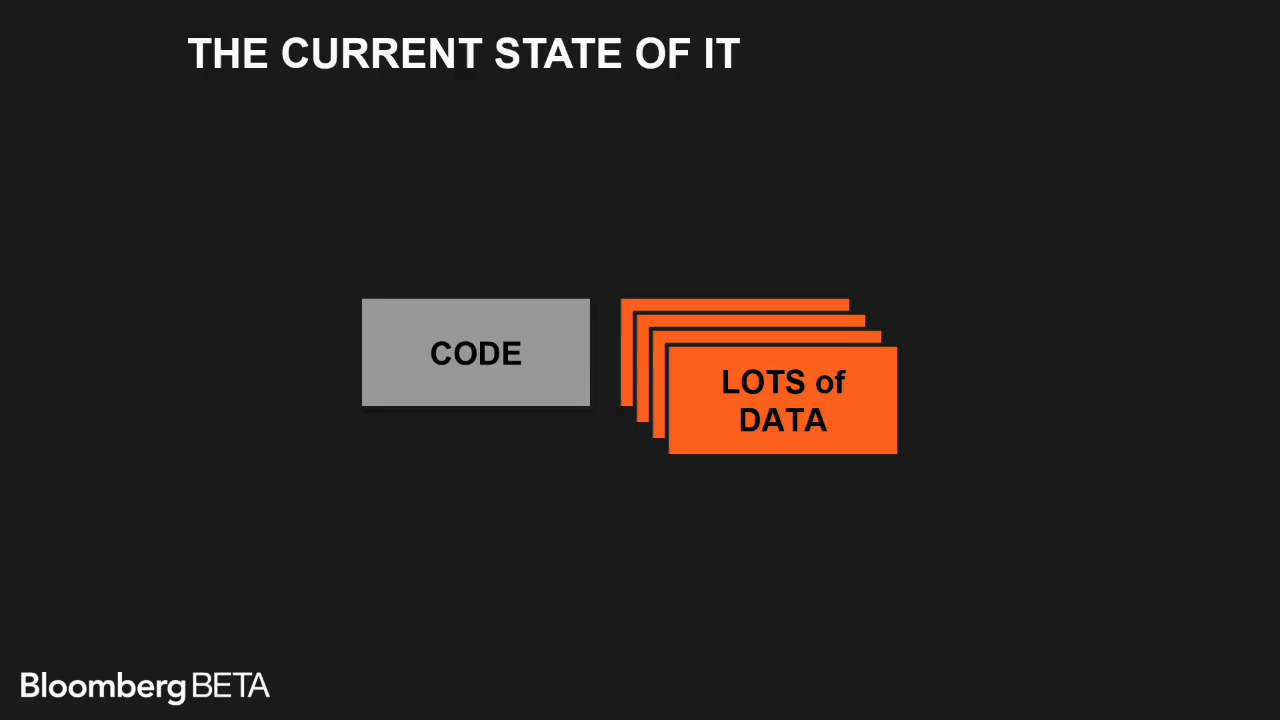 THE CURRENT STATE OF IT
CODE
LOTS of
DATA
Bloomberg BETA